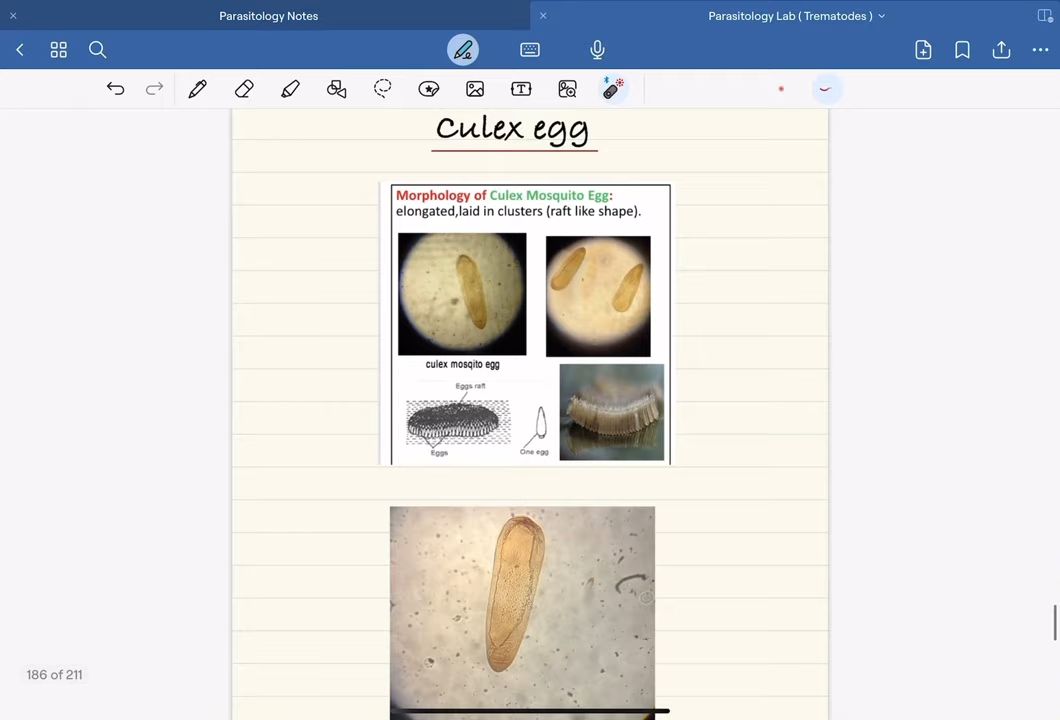 Parasitology Notes
Parasitology Lab ( Trematodes )
Culex egg
Morphology of Culex Mosquito Egg:
elongated,laid in clusters (raft like shape).
culex mosqito egg
Eggs raft
Eggs
One egg
186 of 211